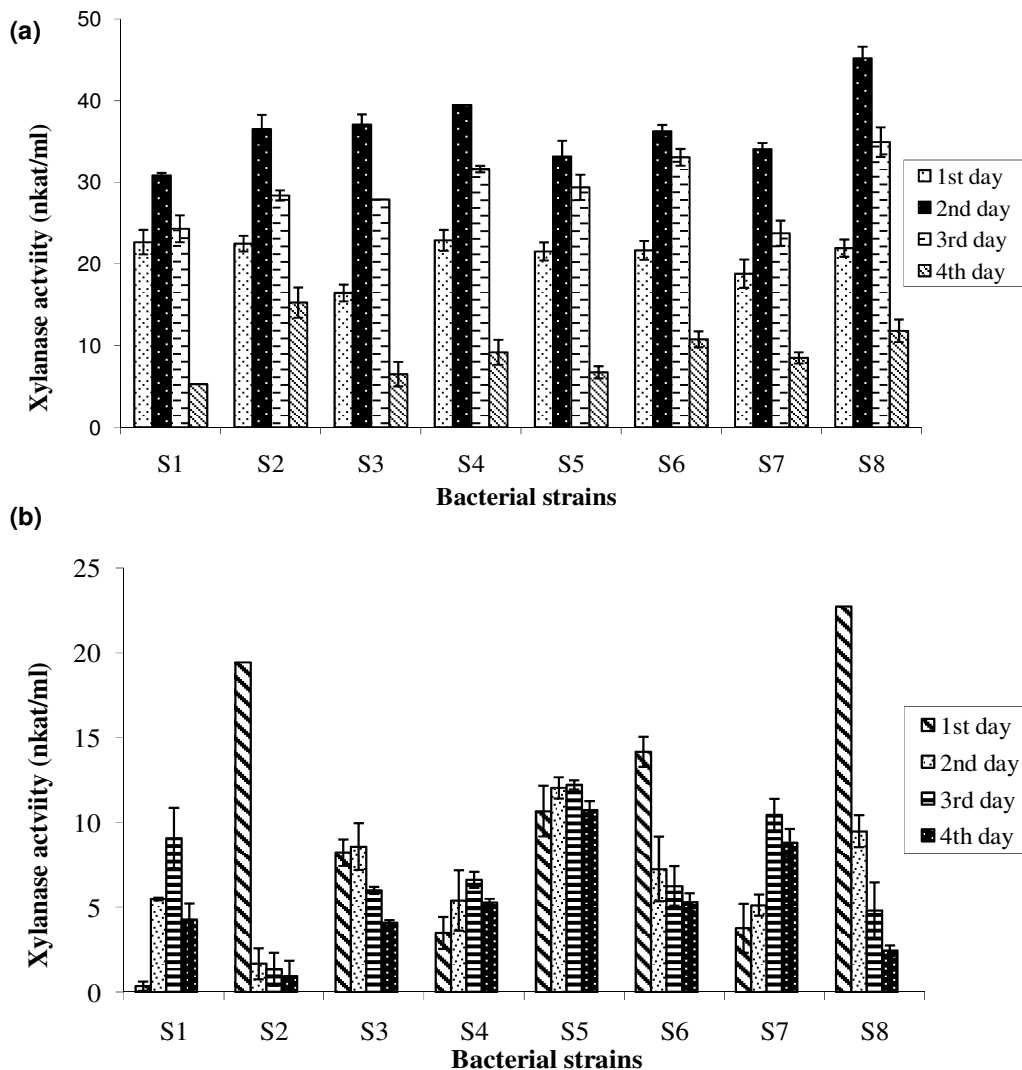 (a)
50
40
30
20
10
0
Xylanase actviity (nkat/ml)
S1 S2 S3 S4 S5 S6 S7 S8
Bacterial strains
1st day
2nd day
3rd day
4th day
(b)
25
20
15
10
5
0
Xylanase actviity (nkat/ml)
S1 S2 S3 S4 S5 S6 S7 S8
Bacterial strains
1st day
2nd day
3rd day
4th day